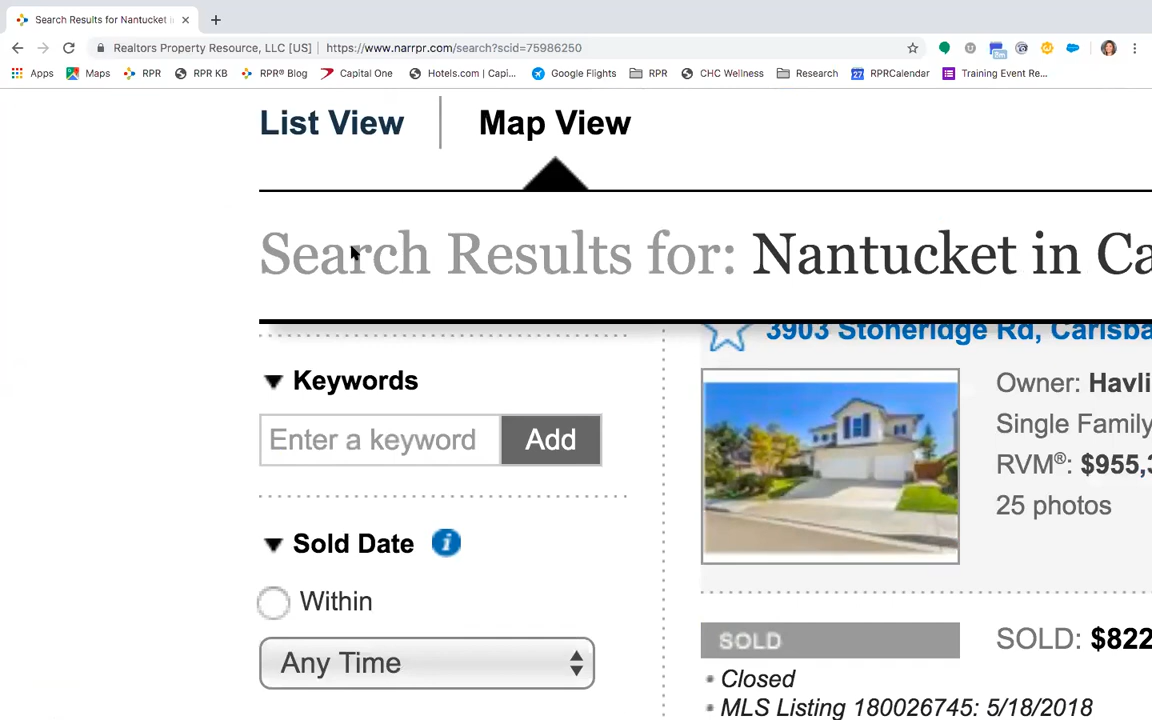 Search Results for Nantucket i
Realtors Property Resource, LLC [US] | https://www.narrpr.com/search?scid=75986250
Apps Maps RPR RPR KB RPR® Blog Capital One Hotels.com | Capi... Google Flights RPR CHC Wellness Research 27 RPRCalendar Training Event Re...
List View Map View
Search Results for: Nantucket in Ca
3903 Stoneridge Rd, Carlsba
Keywords
Owner: Havli
Single Family
Enter a keyword Add
RVM®: $955,3
25 photos
Sold Date i
Within
SOLD SOLD: $822
Any Time
• Closed
• MLS Listing 180026745: 5/18/2018